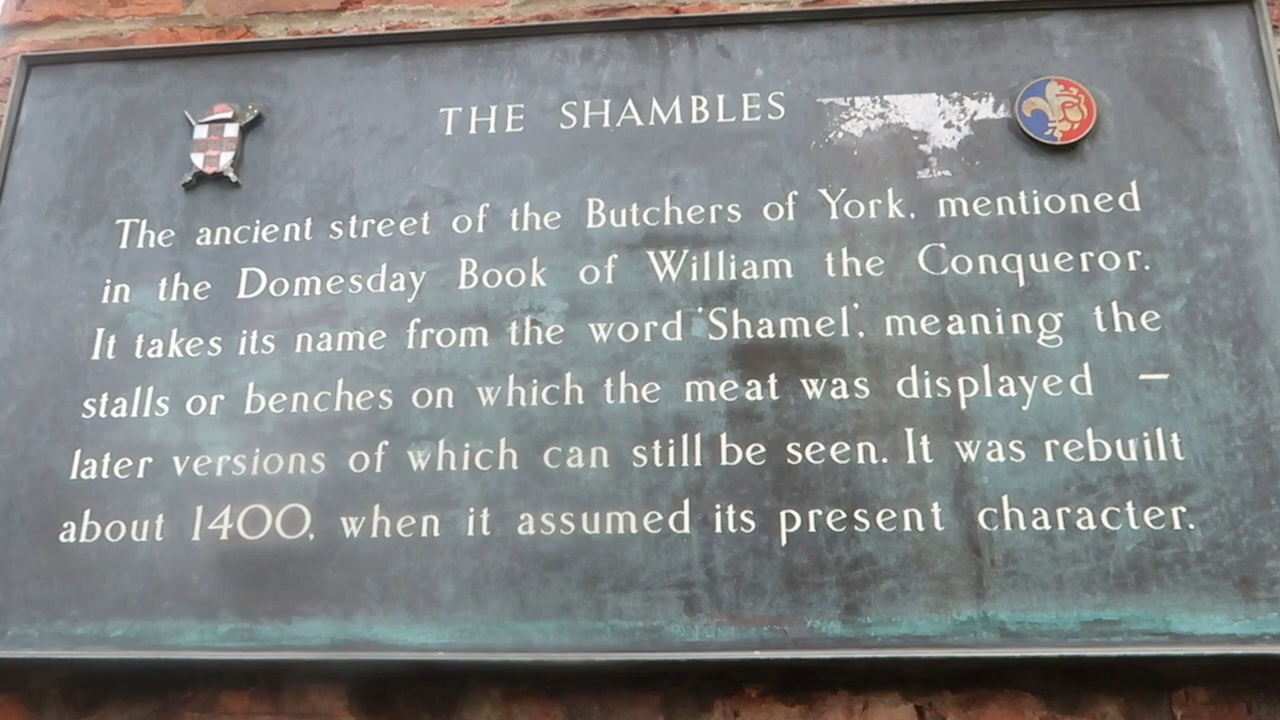 THE SHAMBLES
The ancient street of the Butchers of York, mentioned
in the Domesday Book of William the Conqueror.
It takes its name from the word 'Shamel', meaning the
stalls or benches on which the meat was displayed –
later versions of which can still be seen. It was rebuilt
about 1400, when it assumed its present character.